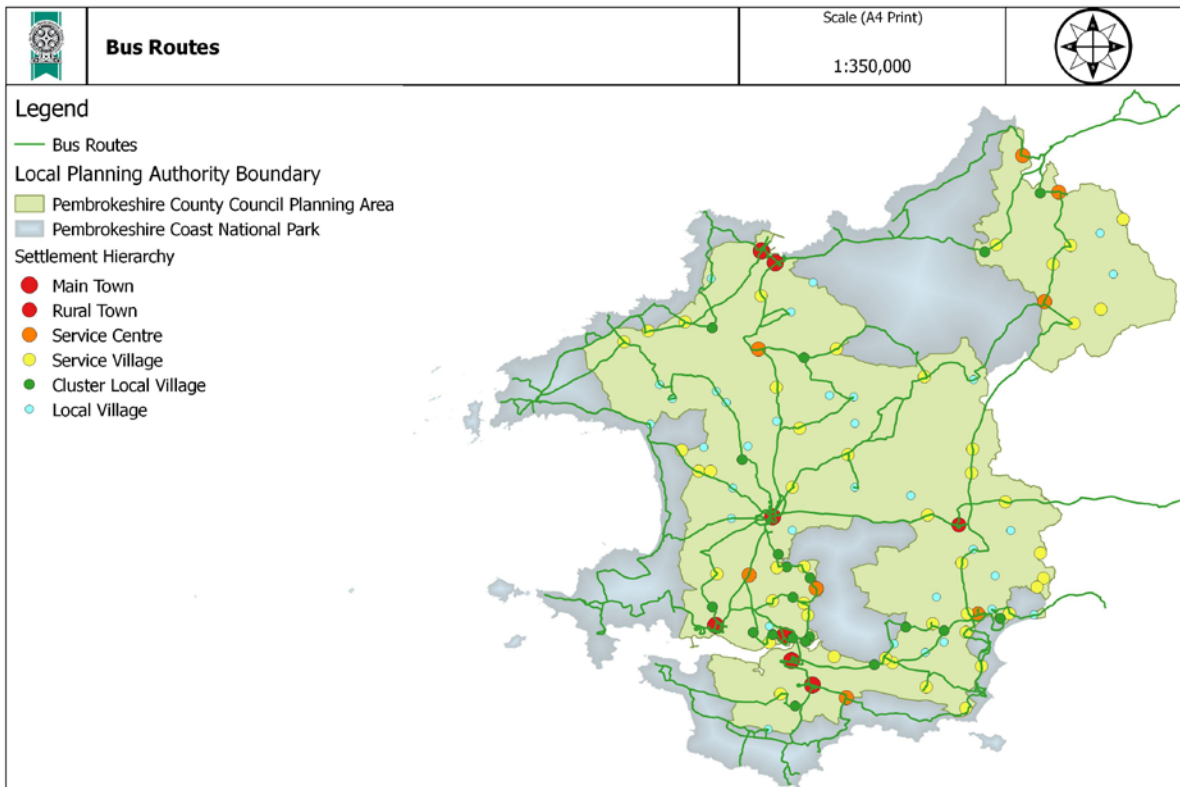 Bus Routes
Scale (A4 Print)
1:350,000
Legend
Bus Routes
Local Planning Authority Boundary
Pembrokeshire County Council Planning Area
Pembrokeshire Coast National Park
Settlement Hierarchy
Main Town
Rural Town
Service Centre
Service Village
Cluster Local Village
Local Village